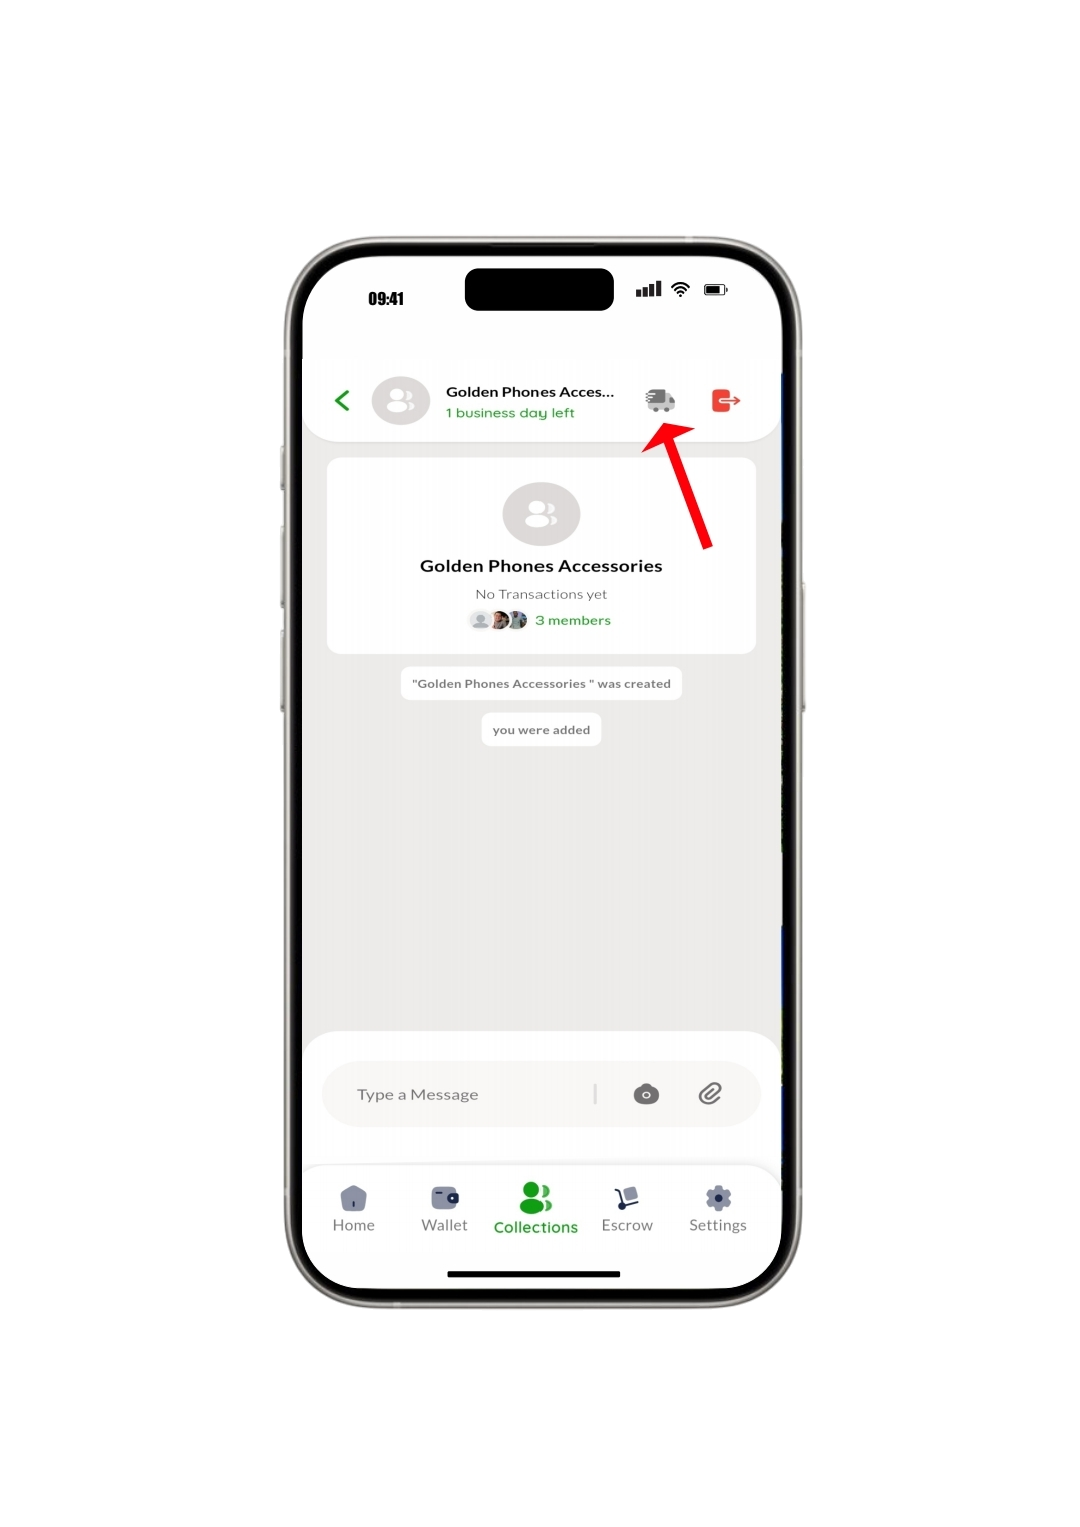 09:41
Golden Phones Acces...
1 business day left
Golden Phones Accessories
No Transactions yet
3 members
"Golden Phones Accessories " was created
you were added
Type a Message
Home
Wallet
Collections
Escrow
Settings